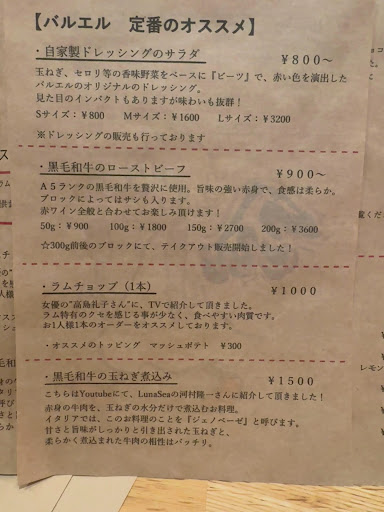 【バルエル 定番のオススメ】
・自家製ドレッシングのサラダ ￥８００～
玉ねぎ、セロリ等の香味野菜をベースに『ビーツ』で、赤い色を演出した
バルエルのオリジナルのドレッシング。
見た目のインパクトもありますが味わいも抜群！
Sサイズ：￥800 Mサイズ：￥1600 Lサイズ：￥3200
※ドレッシングの販売も行っております
・黒毛和牛のローストビーフ ￥９００～
Ａ５ランクの黒毛和牛を贅沢に使用。旨味の強い赤身で、食感は柔らか。
ブロックによってはサシも入ります。
赤ワイン全般と合わせてお楽しみ頂けます！
50g：￥900 100g：￥1800 150g：￥2700 200g：￥3600
☆300g前後のブロックにて、テイクアウト販売開始しました！
・ラムチョップ（１本） ￥１０００
女優の"高島礼子さん"に、TVで紹介して頂きました。
ラム特有のクセを感じる事が少なく、食べやすい肉質です。
お1人様1本のオーダーをオススメしております。
・オススメのトッピング マッシュポテト ￥300
・黒毛和牛の玉ねぎ煮込み ￥１５００
こちらはYoutubeにて、LunaSeaの河村隆一さんに紹介して頂きました！
赤身の牛肉を、玉ねぎの水分だけで煮込むお料理。
イタリアでは、このお料理のことを『ジェノベーゼ』と呼びます。
甘さと旨味がしっかりと引き出された玉ねぎと、
柔らかく煮込まれた牛肉の相性はバッチリ。